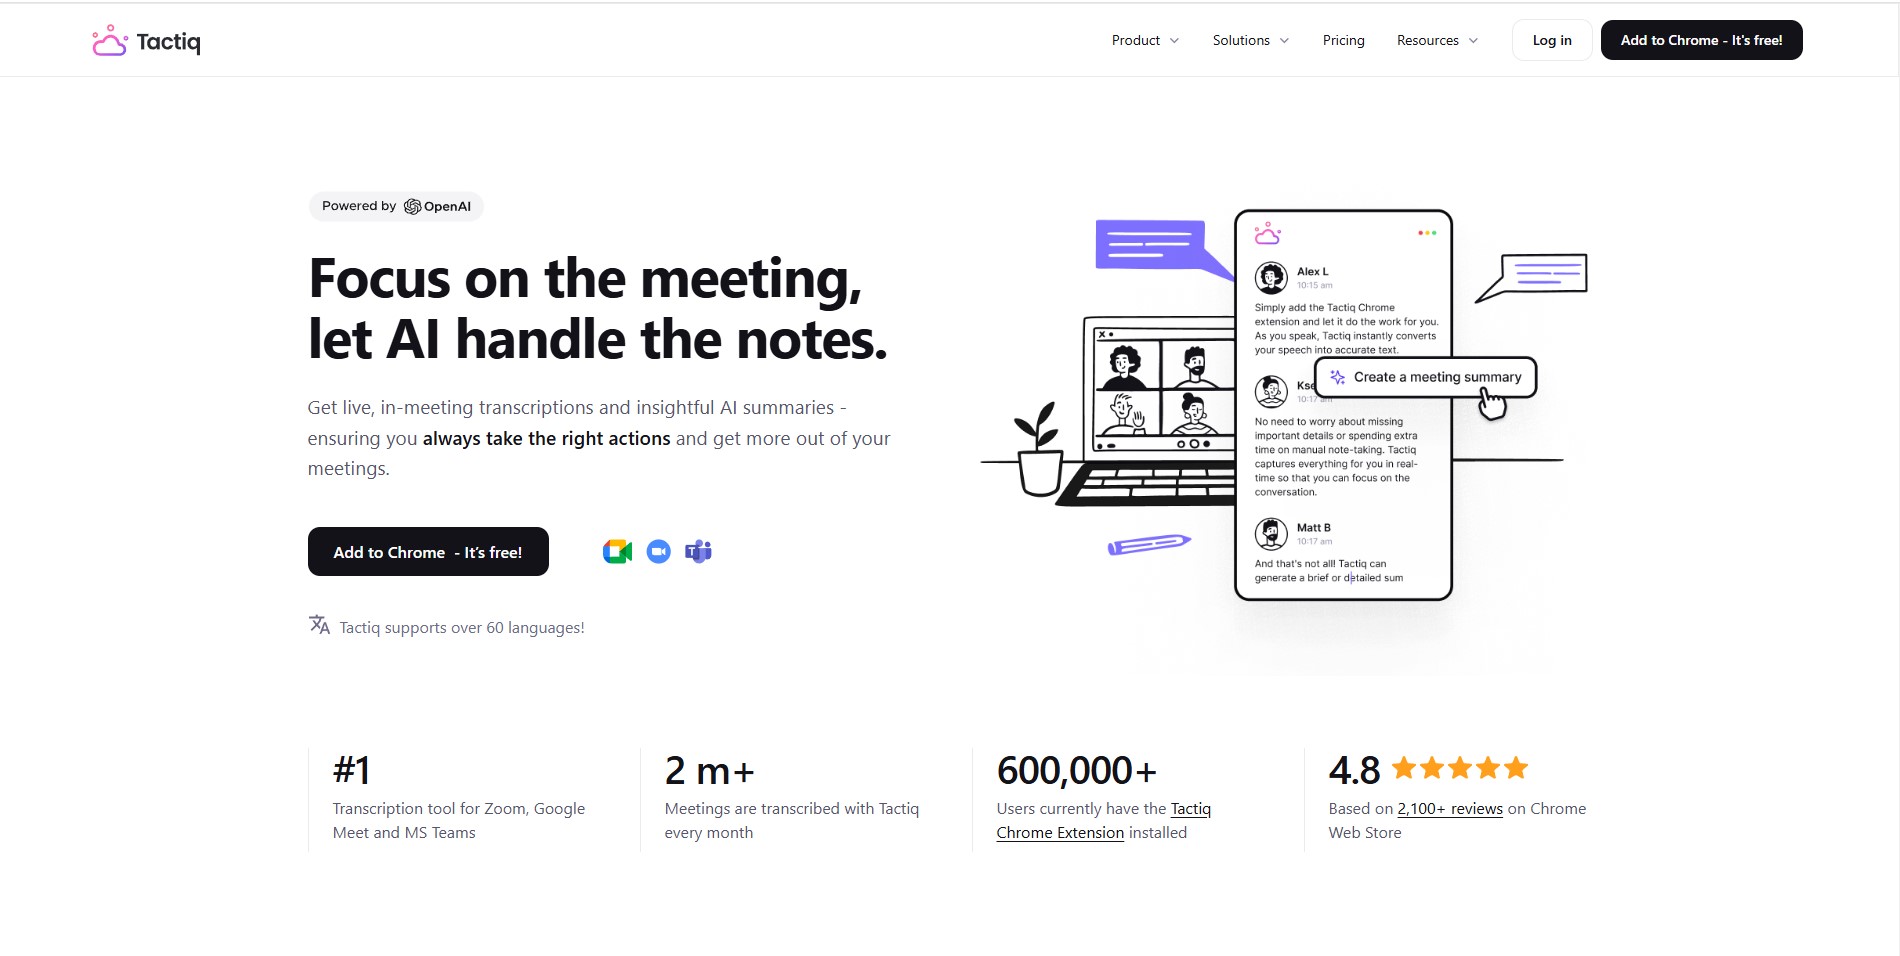 Tactiq
Product
Solutions
Pricing
Resources
Log in
Add to Chrome - It's free!
Powered by OpenAI
Focus on the meeting,
let AI handle the notes.
Get live, in-meeting transcriptions and insightful AI summaries -
ensuring you always take the right actions and get more out of your
meetings.
Add to Chrome - It's free!
Tactiq supports over 60 languages!
Alex L
10:15 am
Simply add the Tactiq Chrome
extension and let it do the work for you.
As you speak, Tactiq instantly converts
your speech into accurate text.
Create a meeting summary
10:17 am
No need to worry about missing
important details or spending extra
time on manual note-taking. Tactiq
captures everything for you in real-
time so that you can focus on the
conversation.
Matt B
10:17 am
And that's not all! Tactiq can
generate a brief or detailed sum
#1
Transcription tool for Zoom, Google
Meet and MS Teams
2 m+
Meetings are transcribed with Tactiq
every month
600,000+
Users currently have the Tactiq
Chrome Extension installed
4.8
Based on 2,100+ reviews on Chrome
Web Store